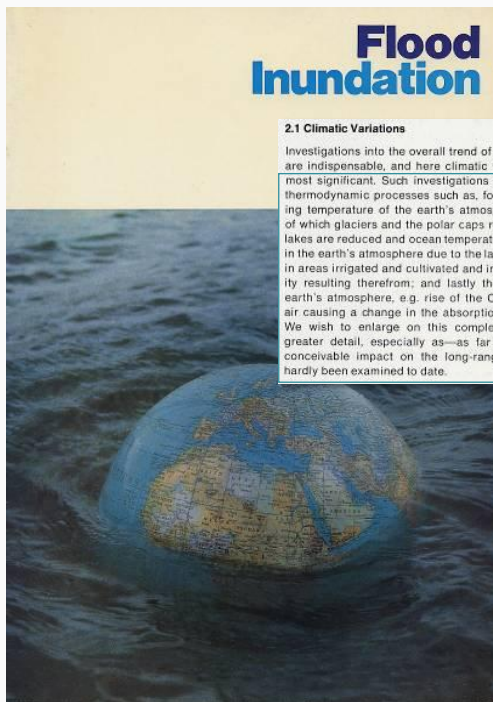 Flood
Inundation
2.1 Climatic Variations
Investigations into the overall trend of
are indispensable, and here climatic
most significant. Such investigations
thermodynamic processes such as, fo
ing temperature of the earth's atmos
of which glaciers and the polar caps r
lakes are reduced and ocean temperat
in the earth's atmosphere due to the la
in areas irrigated and cultivated and in
ity resulting therefrom; and lastly th
earth's atmosphere, e.g. rise of the C
air causing a change in the absorptio
We wish to enlarge on this comple
greater detail, especially as—as far
conceivable impact on the long-rang
hardly been examined to date.